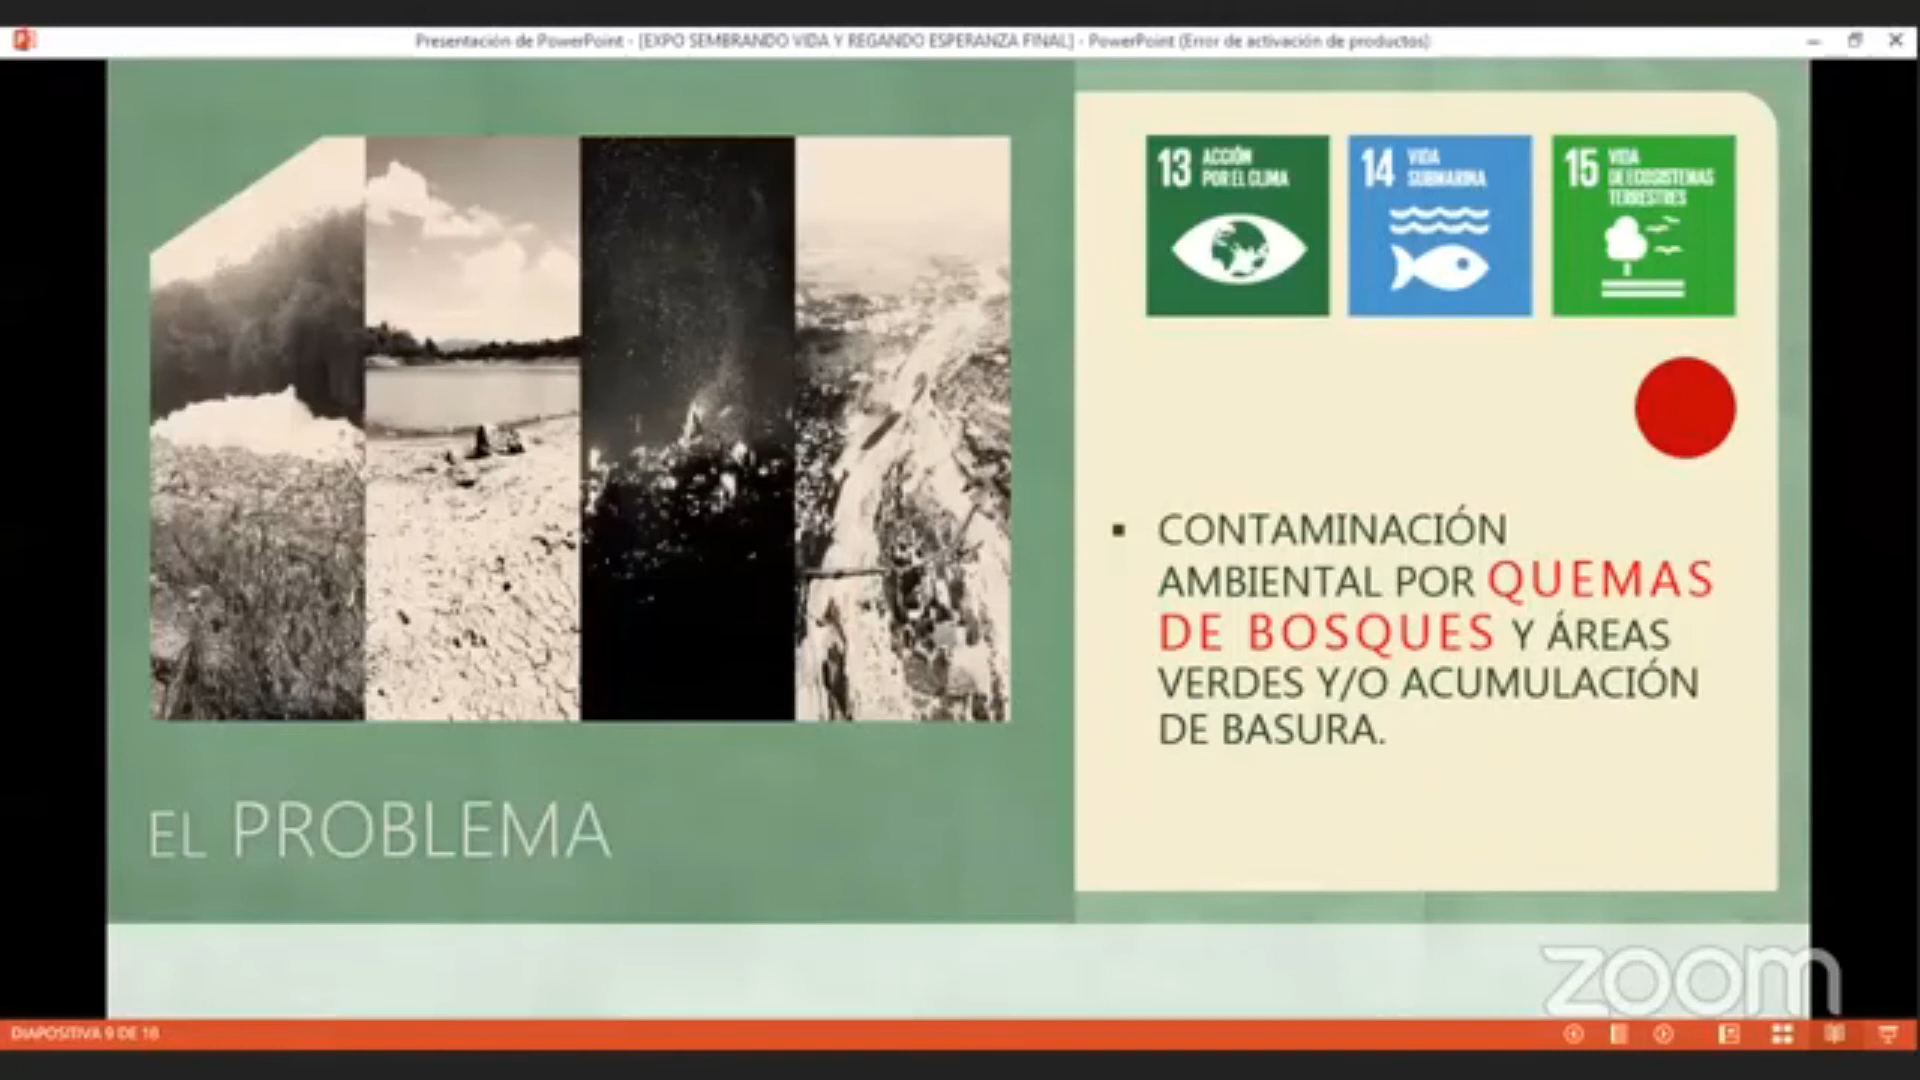 Presentación de PowerPoint - [EXPO SEMBRANDO VIDA Y REGANDO ESPERANZA FINAL] - PowerPoint (Error de activación de productos)
13 ACCIÓN
POR EL CLIMA
14 VIDA
SUBMARINA
15 VIDA
DE ECOSISTEMAS
TERRESTRES
▪ CONTAMINACIÓN
AMBIENTAL POR QUEMAS
DE BOSQUES Y ÁREAS
VERDES Y/O ACUMULACIÓN
DE BASURA.
EL PROBLEMA
zoom
DIAPOSITIVA 9 DE 18